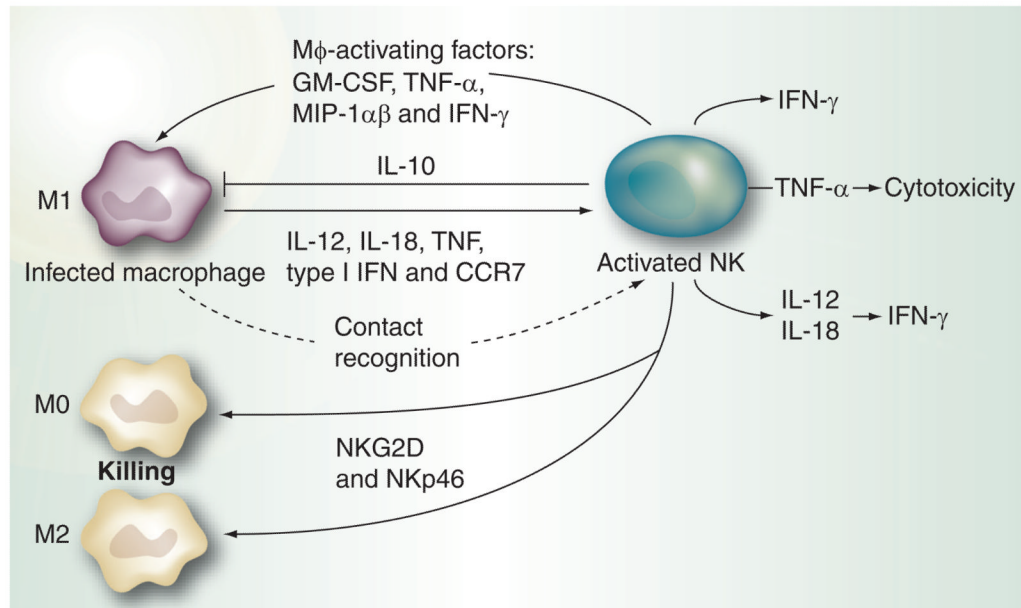 Mϕ-activating factors:
GM-CSF, TNF-α,
MIP-1αβ and IFN-γ
IFN-γ
IL-10
M1
TNF-α
Cytotoxicity
IL-12, IL-18, TNF,
type I IFN and CCR7
Infected macrophage
Activated NK
IL-12
IL-18
IFN-γ
Contact
recognition
M0
NKG2D
and NKp46
Killing
M2